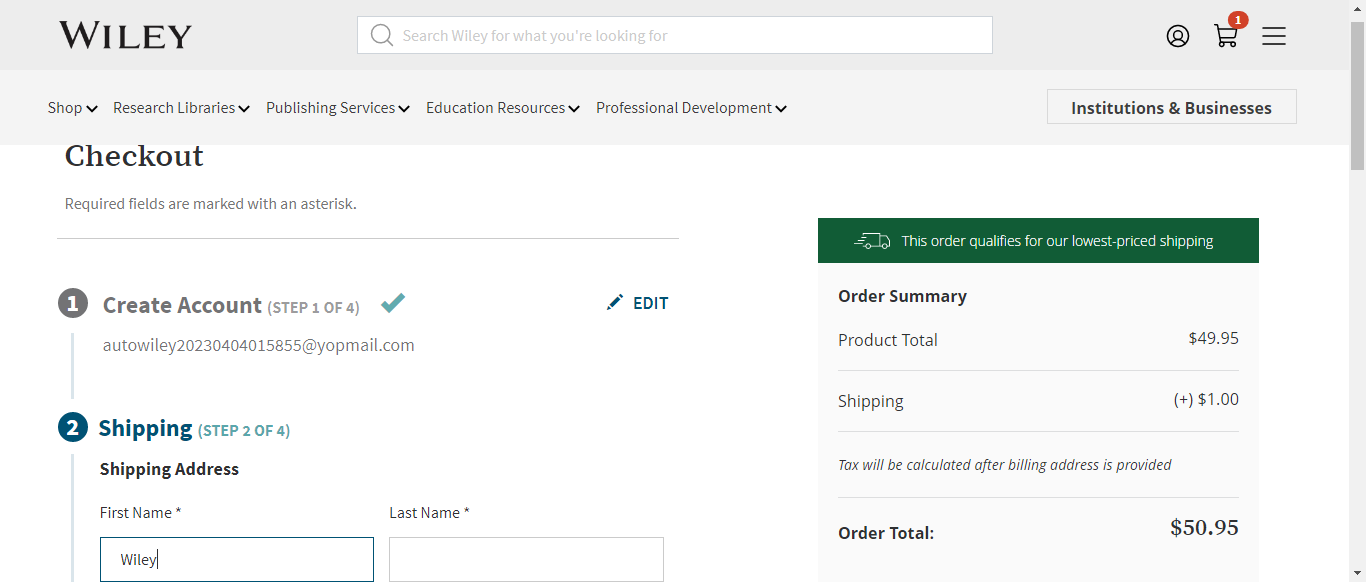 WILEY
Search Wiley for what you're looking for
1
Shop
Research Libraries
Publishing Services
Education Resources
Professional Development
Institutions & Businesses
Checkout
Required fields are marked with an asterisk.
1 Create Account (STEP 1 OF 4)
EDIT
autowiley20230404015855@yopmail.com
2 Shipping (STEP 2 OF 4)
Shipping Address
First Name *
Last Name *
Wiley
This order qualifies for our lowest-priced shipping
Order Summary
Product Total $49.95
Shipping (+) $1.00
Tax will be calculated after billing address is provided
Order Total: $50.95